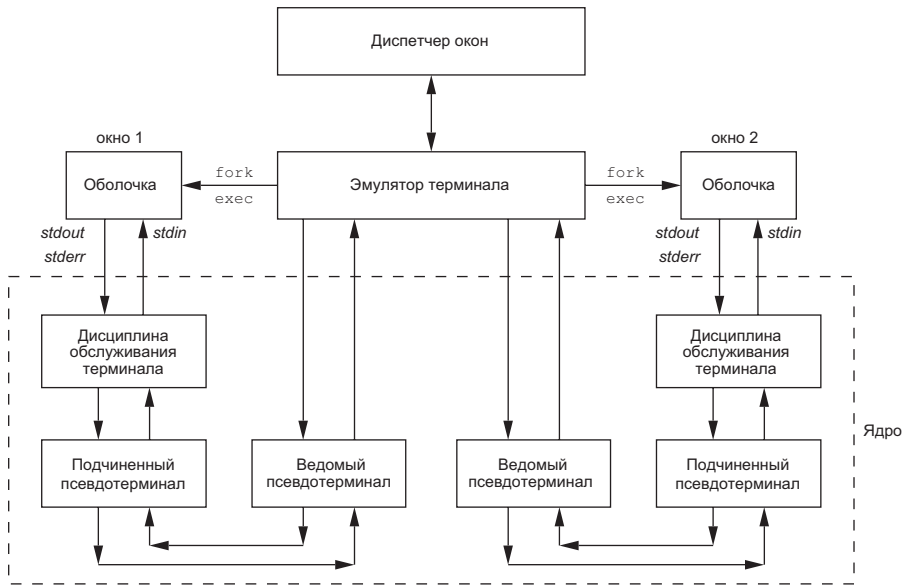 Диспетчер окон
окно 1
окно 2
Оболочка
fork
exec
Эмулятор терминала
fork
exec
Оболочка
stdout
stderr
stdin
stdout
stderr
stdin
Дисциплина
обслуживания
терминала
Дисциплина
обслуживания
терминала
Ядро
Подчиненный
псевдотерминал
Ведомый
псевдотерминал
Ведомый
псевдотерминал
Подчиненный
псевдотерминал